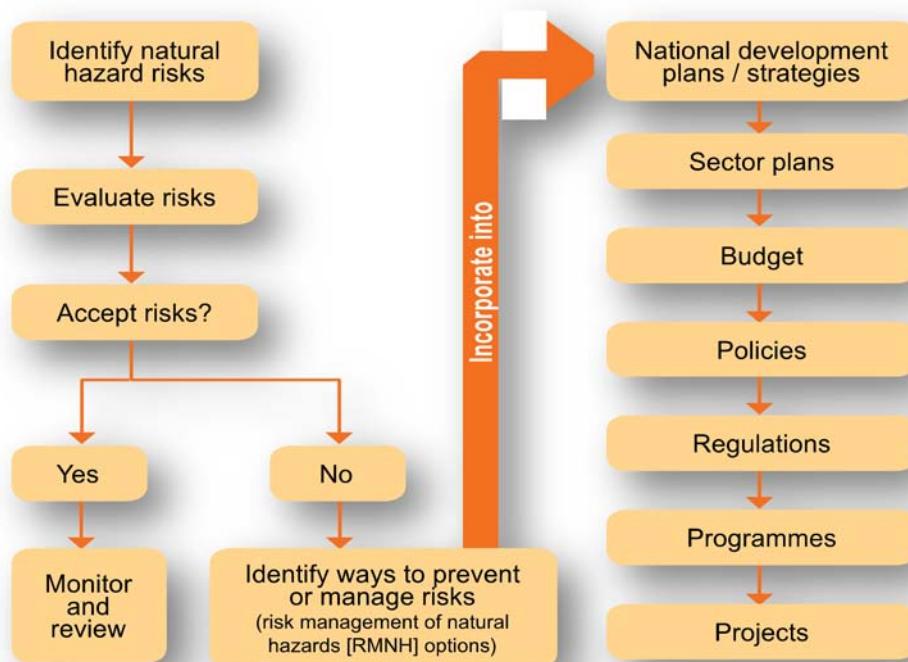 Identify natural
hazard risks
Evaluate risks
Accept risks?
Yes
No
Monitor
and
review
Identify ways to prevent
or manage risks
(risk management of natural
hazards [RMNH] options)
Incorporate into
National development
plans / strategies
Sector plans
Budget
Policies
Regulations
Programmes
Projects